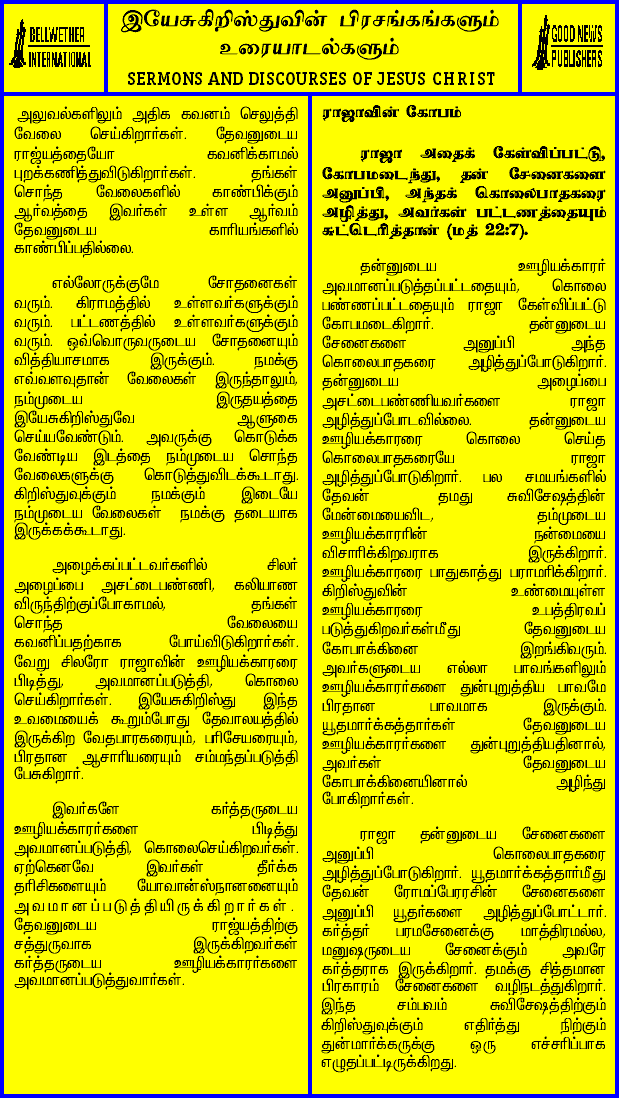 BELLWETHER
INTERNATIONAL
இயேசுகிறிஸ்துவின் பிரசங்கங்களும்
உரையாடல்களும்
SERMONS AND DISCOURSES OF JESUS CHRIST
GOOD NEWS
PUBLISHERS
அலுவல்களிலும் அதிக கவனம் செலுத்தி
வேலை செய்கிறார்கள். தேவனுடைய
ராஜ்யத்தையோ கவனிக்காமல்
புறக்கணித்துவிடுகிறார்கள். தங்கள்
சொந்த வேலைகளில் காண்பிக்கும்
ஆர்வத்தை இவர்கள் உள்ள ஆர்வம்
தேவனுடைய காரியங்களில்
காண்பிப்பதில்லை.
எல்லோருக்குமே சோதனைகள்
வரும். கிராமத்தில் உள்ளவர்களுக்கும்
வரும். பட்டணத்தில் உள்ளவர்களுக்கும்
வரும். ஒவ்வொருவருடைய சோதனையும்
வித்தியாசமாக இருக்கும். நமக்கு
எவ்வளவுதான் வேலைகள் இருந்தாலும்,
நம்முடைய இருதயத்தை
இயேசுகிறிஸ்துவே ஆளுகை
செய்யவேண்டும். அவருக்கு கொடுக்க
வேண்டிய இடத்தை நம்முடைய சொந்த
வேலைகளுக்கு கொடுத்துவிடக்கூடாது.
கிறிஸ்துவுக்கும் நமக்கும் இடையே
நம்முடைய வேலைகள் நமக்கு தடையாக
இருக்கக்கூடாது.
அழைக்கப்பட்டவர்களில் சிலர்
அழைப்பை அசட்டைபண்ணி, கலியாண
விருந்திற்குப்போகாமல், தங்கள்
சொந்த வேலையை
கவனிப்பதற்காக போய்விடுகிறார்கள்.
வேறு சிலரோ ராஜாவின் ஊழியக்காரரை
பிடித்து, அவமானப்படுத்தி, கொலை
செய்கிறார்கள். இயேசுகிறிஸ்து இந்த
உவமையைக் கூறும்போது தேவாலயத்தில்
இருக்கிற வேதபாரகரையும், பரிசேயரையும்,
பிரதான ஆசாரியரையும் சம்மந்தப்படுத்தி
பேசுகிறார்.
இவர்களே கர்த்தருடைய
ஊழியக்காரர்களை பிடித்து
அவமானப்படுத்தி, கொலைசெய்கிறவர்கள்.
ஏற்கெனவே இவர்கள் தீர்க்க
தரிசிகளையும் யோவான்ஸ்நானனையும்
அவமானப்படுத்தியிருக்கிறார்கள்.
தேவனுடைய ராஜ்யத்திற்கு
சத்துருவாக இருக்கிறவர்கள்
கர்த்தருடைய ஊழியக்காரர்களை
அவமானப்படுத்துவார்கள்.
ராஜாவின் கோபம்
ராஜா அதைக் கேள்விப்பட்டு,
கோபமடைந்து, தன் சேனைகளை
அனுப்பி, அந்தக் கொலைபாதகரை
அழித்து, அவர்கள் பட்டணத்தையும்
சுட்டெரித்தான் (மத் 22:7).
தன்னுடைய ஊழியக்காரர்
அவமானப்படுத்தப்பட்டதையும், கொலை
பண்ணப்பட்டதையும் ராஜா கேள்விப்பட்டு
கோபமடைகிறார். தன்னுடைய
சேனைகளை அனுப்பி அந்த
கொலைபாதகரை அழித்துப்போடுகிறார்.
தன்னுடைய அழைப்பை
அசட்டைபண்ணியவர்களை ராஜா
அழித்துப்போடவில்லை. தன்னுடைய
ஊழியக்காரரை கொலை செய்த
கொலைபாதகரையே ராஜா
அழித்துப்போடுகிறார். பல சமயங்களில்
தேவன் தமது சுவிசேஷத்தின்
மேன்மையைவிட, தம்முடைய
ஊழியக்காரரின் நன்மையை
விசாரிக்கிறவராக இருக்கிறார்.
ஊழியக்காரரை பாதுகாத்து பராமரிக்கிறார்.
கிறிஸ்துவின் உண்மையுள்ள
ஊழியக்காரரை உபத்திரவப்
படுத்துகிறவர்கள்மீது தேவனுடைய
கோபாக்கினை இறங்கிவரும்.
அவர்களுடைய எல்லா பாவங்களிலும்
ஊழியக்காரர்களை துன்புறுத்திய பாவமே
பிரதான பாவமாக இருக்கும்.
யூதமார்க்கத்தார்கள் தேவனுடைய
ஊழியக்காரர்களை துன்புறுத்தியதினால்,
அவர்கள் தேவனுடைய
கோபாக்கினையினால் அழிந்து
போகிறார்கள்.
ராஜா தன்னுடைய சேனைகளை
அனுப்பி கொலைபாதகரை
அழித்துப்போடுகிறார். யூதமார்க்கத்தார்மீது
தேவன் ரோமப்பேரரசின் சேனைகளை
அனுப்பி யூதர்களை அழித்துப்போட்டார்.
கர்த்தர் பரமசேனைக்கு மாத்திரமல்ல,
மனுஷருடைய சேனைக்கும் அவரே
கர்த்தராக இருக்கிறார். தமக்கு சித்தமான
பிரகாரம் சேனைகளை வழிநடத்துகிறார்.
இந்த சம்பவம் சுவிசேஷத்திற்கும்
கிறிஸ்துவுக்கும் எதிர்த்து நிற்கும்
துன்மார்க்கருக்கு ஒரு எச்சரிப்பாக
எழுதப்பட்டிருக்கிறது.